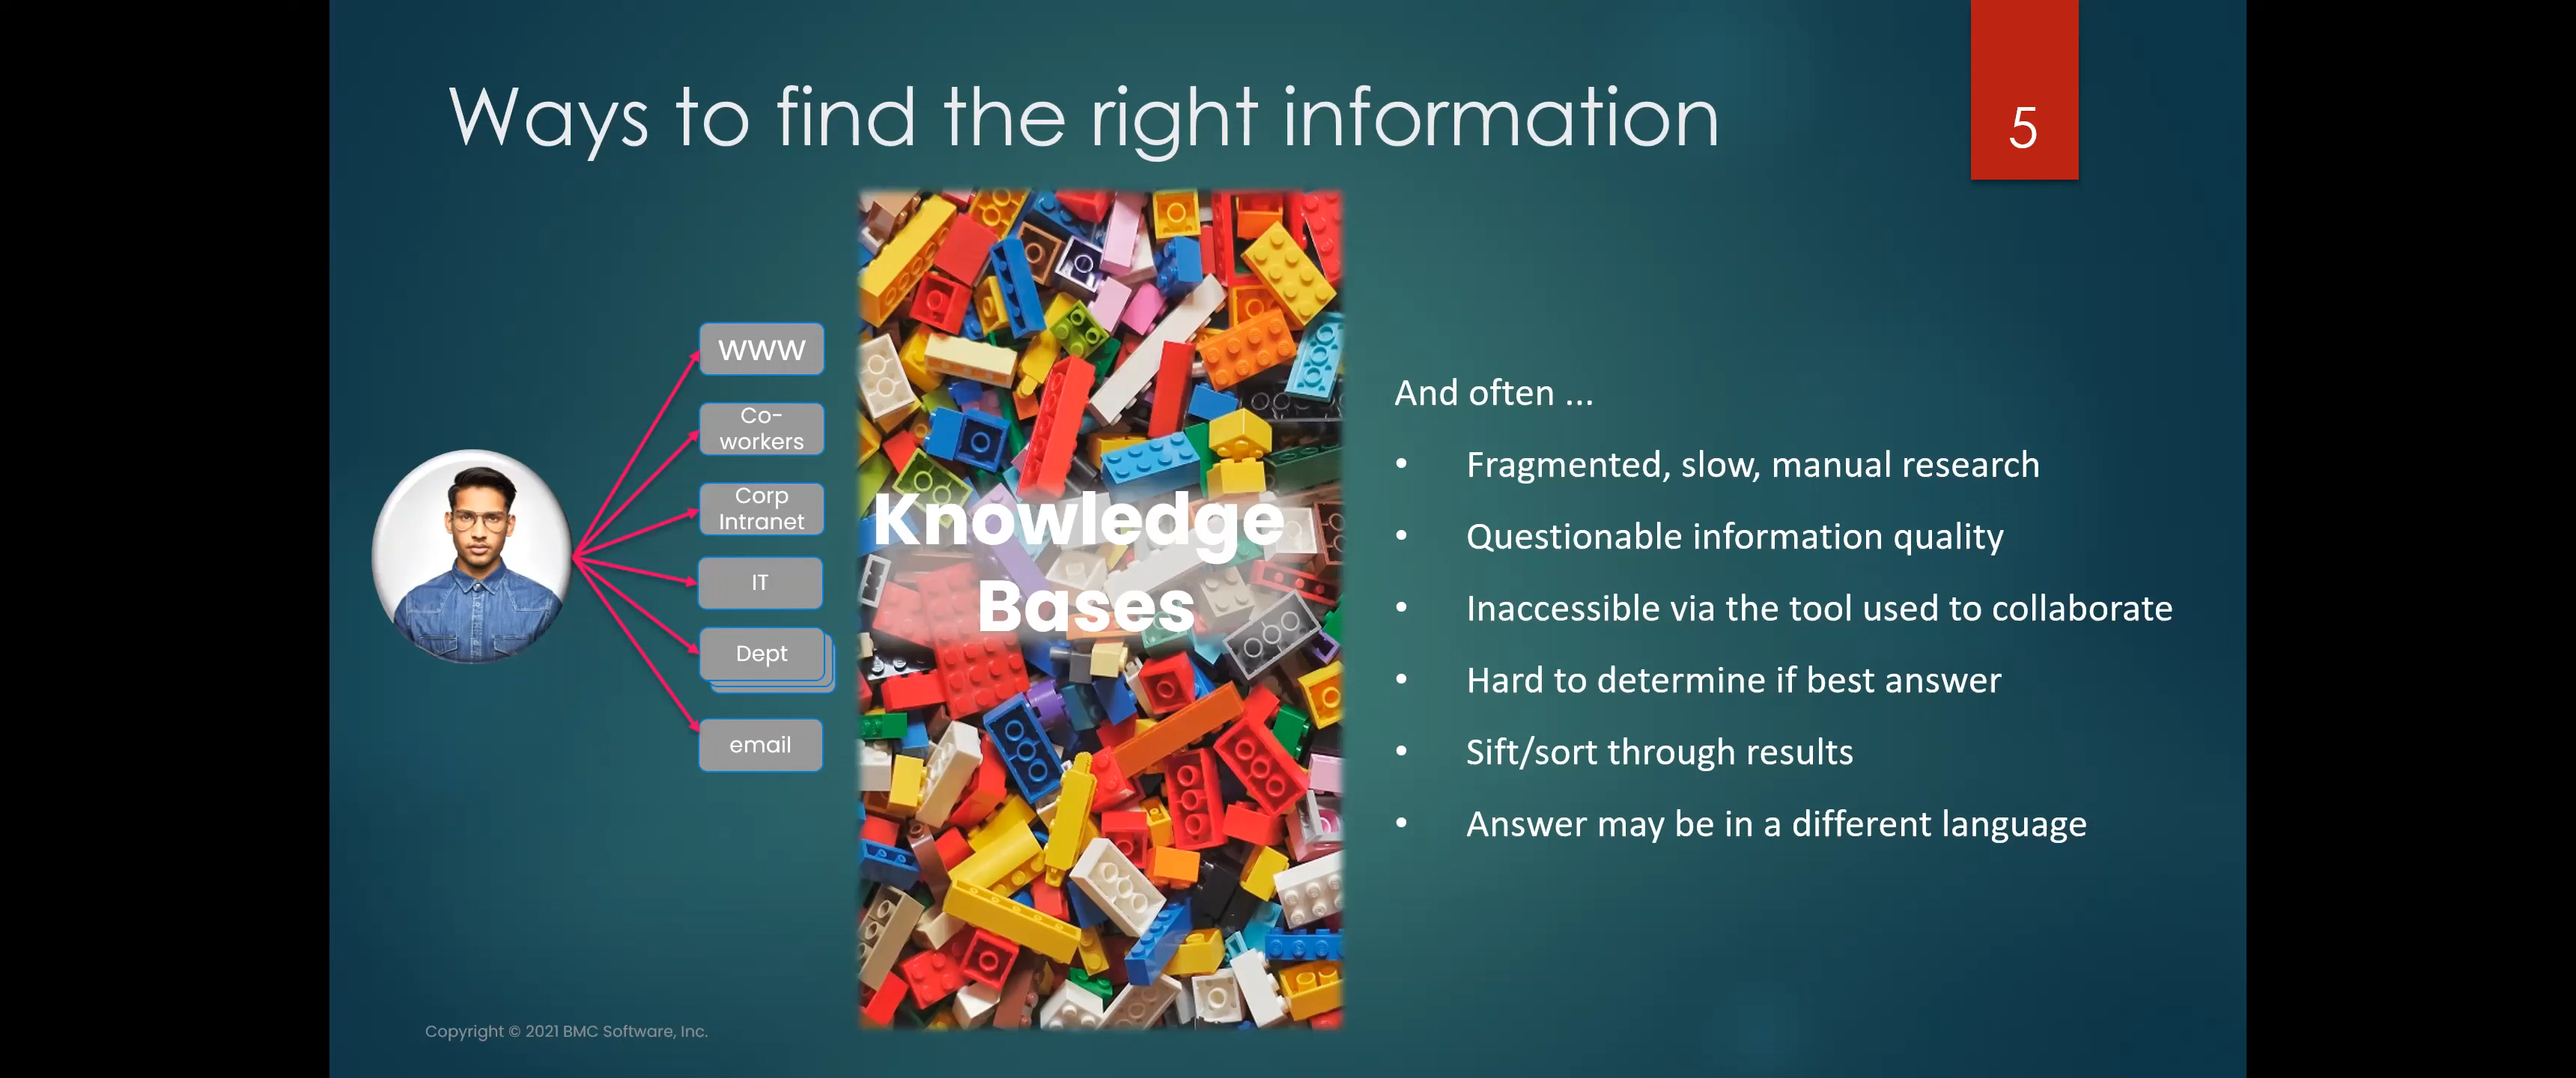 Ways to find the right information
5
WWW
Co-
workers
Corp
Intranet
IT
Dept
email
Knowledge
Bases
And often ...
• Fragmented, slow, manual research
• Questionable information quality
• Inaccessible via the tool used to collaborate
• Hard to determine if best answer
• Sift/sort through results
• Answer may be in a different language
Copyright © 2021 BMC Software, Inc.